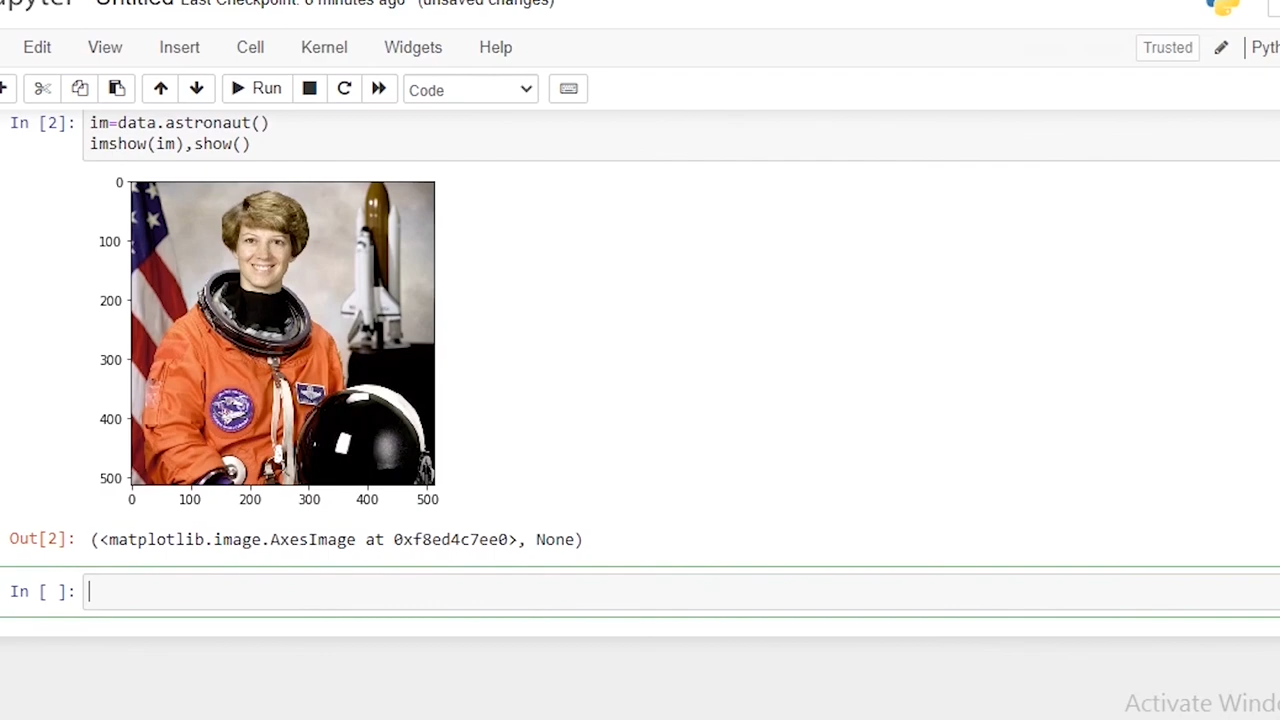 Untitled Last Checkpoint: 6 minutes ago (unsaved changes)
Edit View Insert Cell Kernel Widgets Help Trusted
Run Code
In [2]: im=data.astronaut()
imshow(im),show()
0
100
200
300
400
500
0 100 200 300 400 500
Out[2]: (<matplotlib.image.AxesImage at 0xf8ed4c7ee0>, None)
In [ ]:
Activate